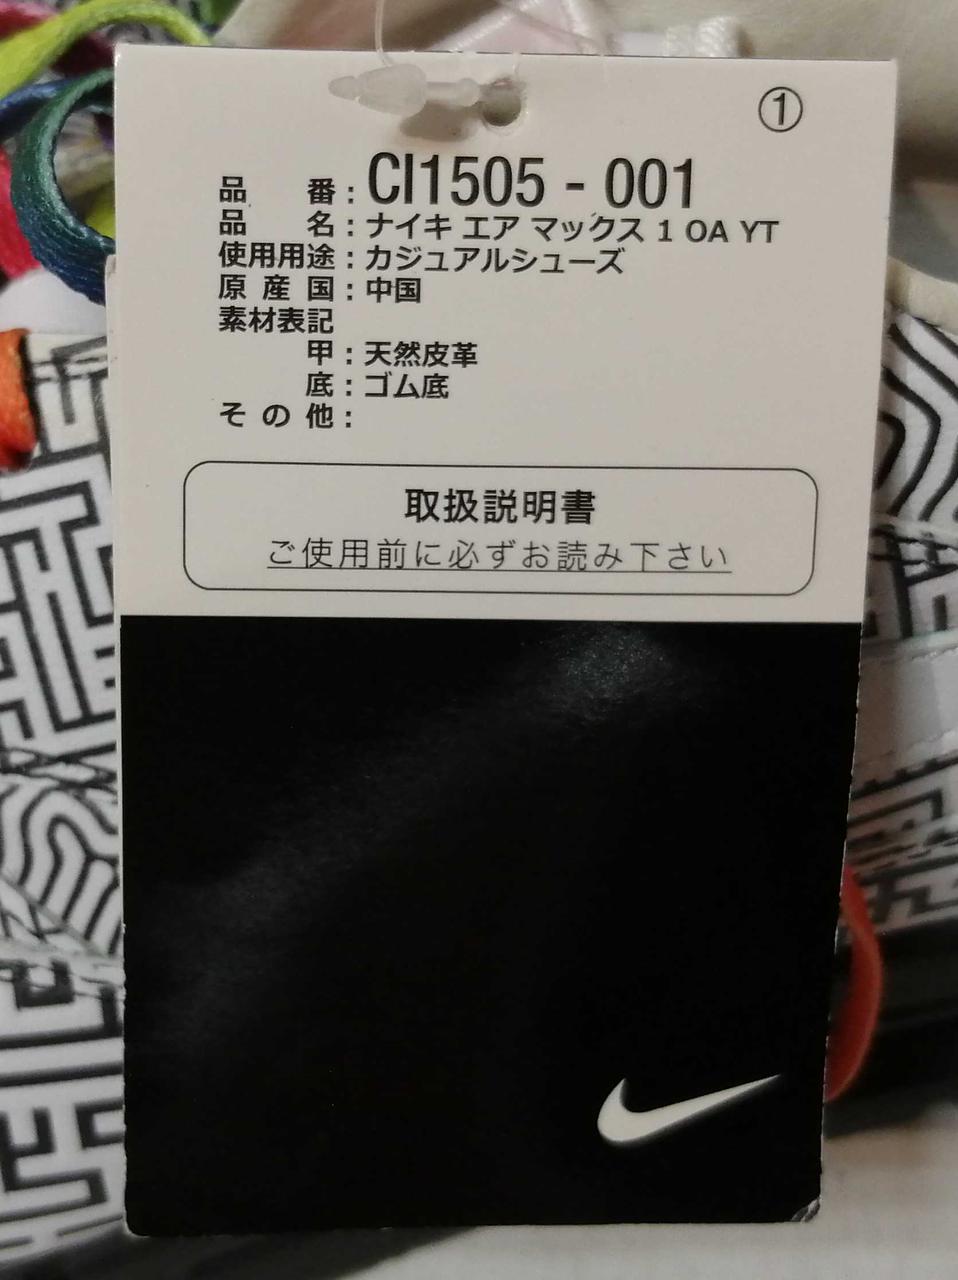 ①
品 番：CI1505 - 001
品 名：ナイキ エア マックス 1 OA YT
使用用途：カジュアルシューズ
原 産 国：中国
素材表記
甲：天然皮革
底：ゴム底
そ の 他：
取扱説明書
ご使用前に必ずお読み下さい